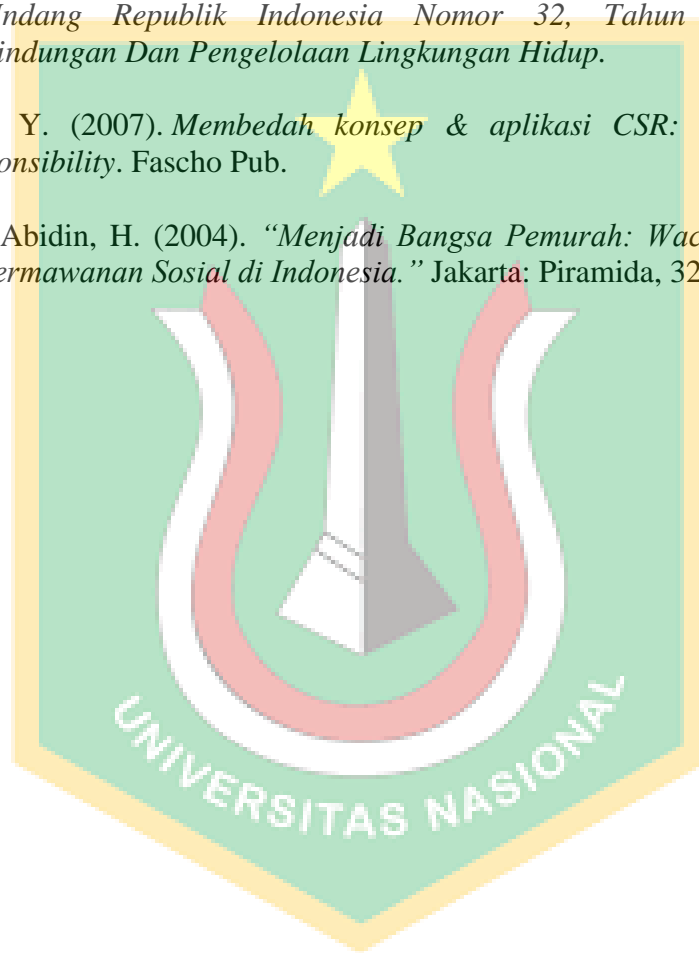 Undang Republik Indonesia Nomor 32, Tahun
lindungan Dan Pengelolaan Lingkungan Hidup.
Y. (2007). Membedah konsep & aplikasi CSR:
onsibility. Fascho Pub.
Abidin, H. (2004). “Menjadi Bangsa Pemurah: Wac
ermawanan Sosial di Indonesia.” Jakarta: Piramida, 32
UNIVERSITAS NASIONAL